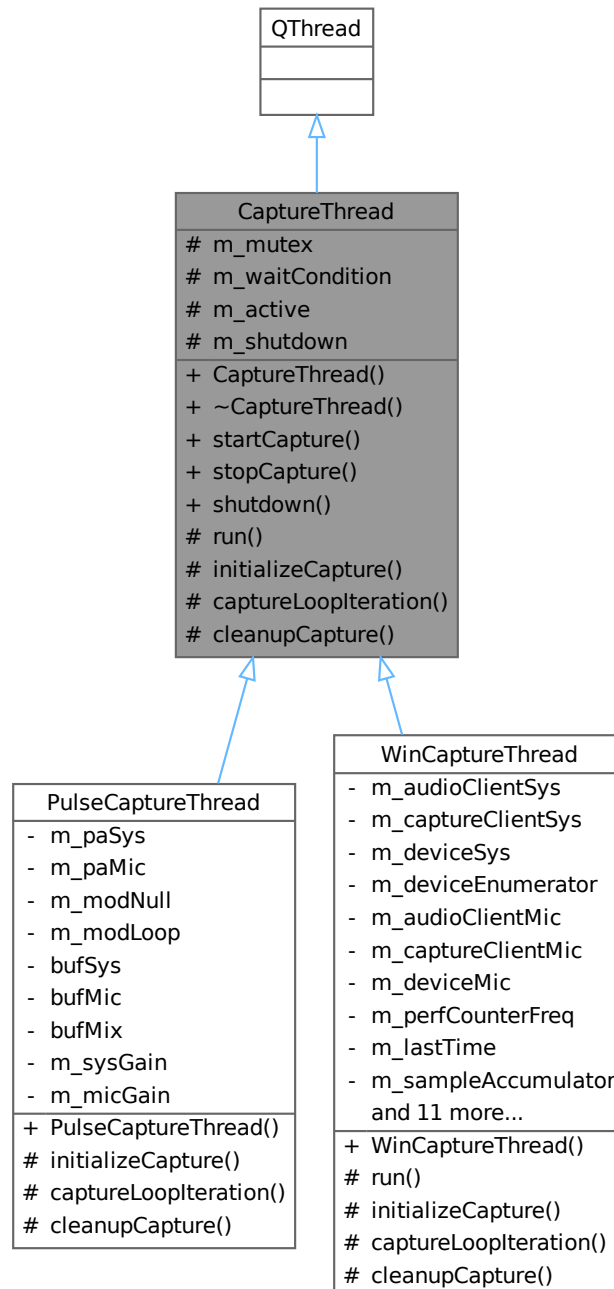 QThread
CaptureThread
# m_mutex
# m_waitCondition
# m_active
# m_shutdown
+ CaptureThread()
+ ~CaptureThread()
+ startCapture()
+ stopCapture()
+ shutdown()
# run()
# initializeCapture()
# captureLoopIteration()
# cleanupCapture()
PulseCaptureThread
- m_paSys
- m_paMic
- m_modNull
- m_modLoop
- bufSys
- bufMic
- bufMix
- m_sysGain
- m_micGain
+ PulseCaptureThread()
# initializeCapture()
# captureLoopIteration()
# cleanupCapture()
WinCaptureThread
- m_audioClientSys
- m_captureClientSys
- m_deviceSys
- m_deviceEnumerator
- m_audioClientMic
- m_captureClientMic
- m_deviceMic
- m_perfCounterFreq
- m_lastTime
- m_sampleAccumulator
and 11 more...
+ WinCaptureThread()
# run()
# initializeCapture()
# captureLoopIteration()
# cleanupCapture()